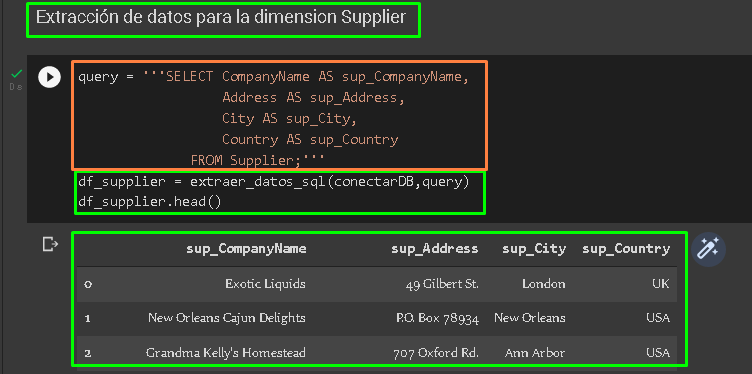 Extracción de datos para la dimension Supplier
query = '''SELECT CompanyName AS sup_CompanyName,
Address AS sup_Address,
City AS sup_City,
Country AS sup_Country
FROM Supplier;'''
0 s
df_supplier = extraer_datos_sql(conectarDB,query)
df_supplier.head()
sup_CompanyName sup_Address sup_City sup_Country
0 Exotic Liquids 49 Gilbert St. London UK
1 New Orleans Cajun Delights P.O. Box 78934 New Orleans USA
2 Grandma Kelly's Homestead 707 Oxford Rd. Ann Arbor USA